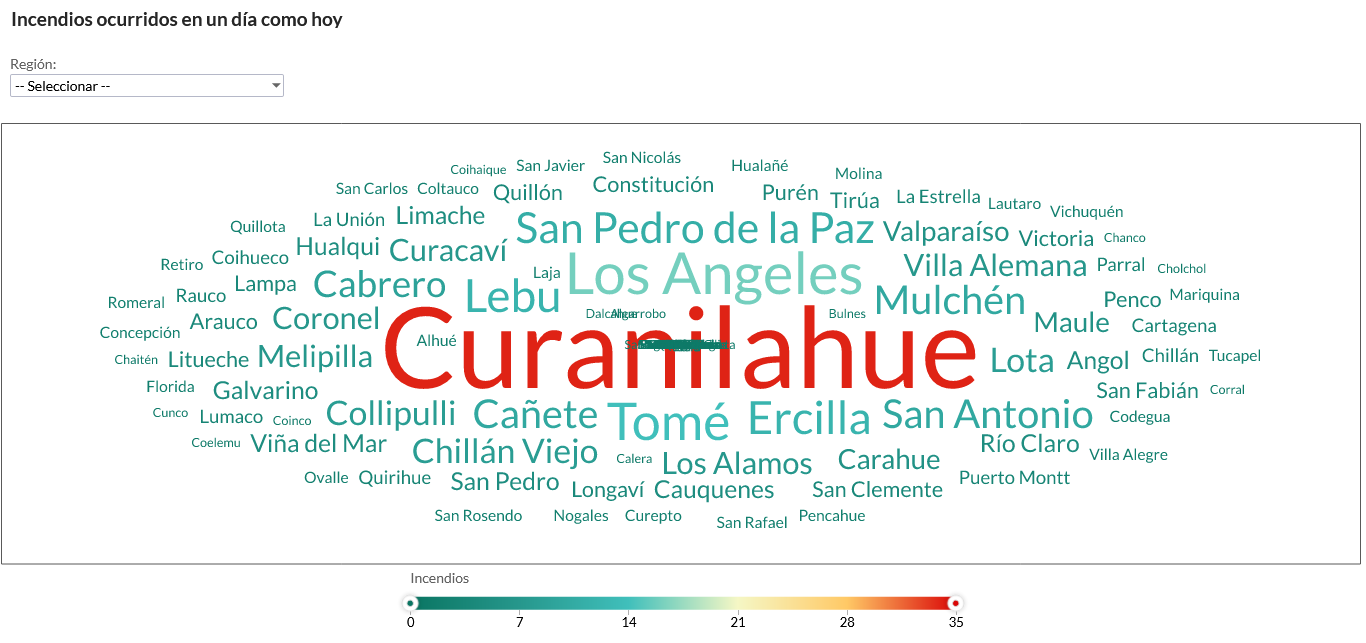 Incendios ocurridos en un día como hoy
Región:
-- Seleccionar --
San Nicolás
Coihaique San Javier Hualañé Molina
San Carlos Coltauco Quillón Constitución Purén Tirúa La Estrella Lautaro Vichuquén
Quillota La Unión Limache San Pedro de la Paz Valparaíso Victoria Chanco
Retiro Coihueco Hualqui Curacaví Laja Los Angeles Villa Alemana Parral Cholchol
Romeral Rauco Lampa Cabrero Lebu Mulchén Penco Mariquina
Concepción Arauco Coronel Bulnes Maule Cartagena
Alhué Curanilahue
Chaitén Litueche Melipilla Lota Angol Chillán Tucapel
Florida Galvarino San Fabián Corral
Cunco Lumaco Coinco Collipulli Cañete Tomé Ercilla San Antonio Codegua
Coelemu Viña del Mar Chillán Viejo Calera Los Alamos Carahue Río Claro Villa Alegre
Ovalle Quirihue San Pedro Longaví Cauquenes San Clemente Puerto Montt
San Rosendo Nogales Curepto San Rafael Pencahue
Incendios
0 7 14 21 28 35